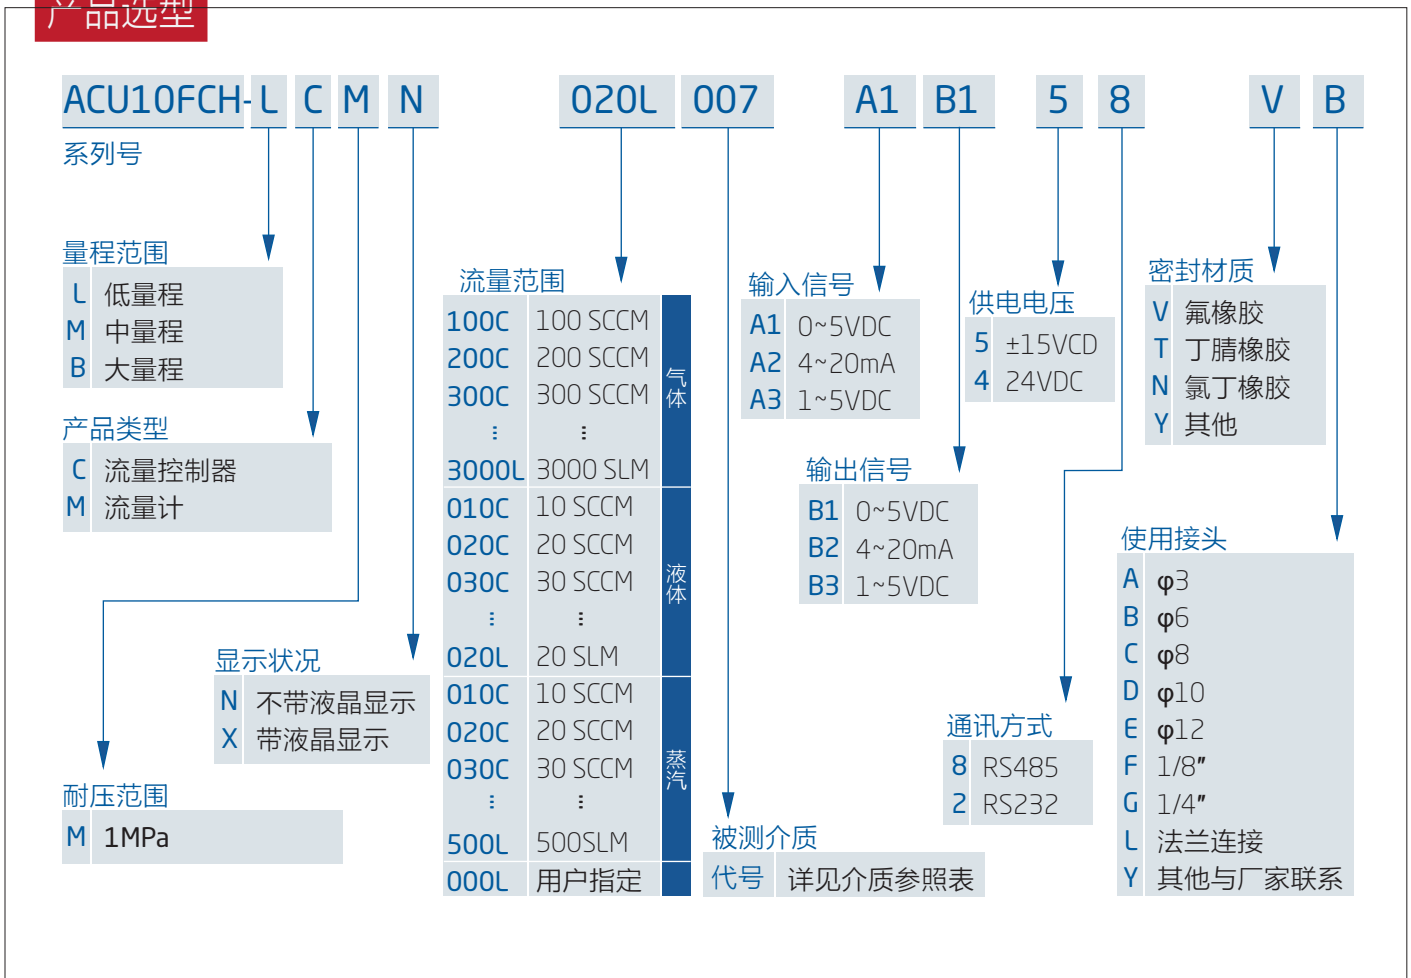 产品选型
ACU10FCH- L C M N 020L 007 A1 B1 5 8 V B
系列号
量程范围
L 低量程
M 中量程
B 大量程
产品类型
C 流量控制器
M 流量计
显示状况
N 不带液晶显示
X 带液晶显示
耐压范围
M 1MPa
流量范围
100C 100 SCCM
200C 200 SCCM
300C 300 SCCM
... ...
3000L 3000 SLM
气体
010C 10 SCCM
020C 20 SCCM
030C 30 SCCM
... ...
020L 20 SLM
液体
010C 10 SCCM
020C 20 SCCM
030C 30 SCCM
... ...
500L 500SLM
蒸汽
000L 用户指定
被测介质
代号 详见介质参照表
输入信号
A1 0~5VDC
A2 4~20mA
A3 1~5VDC
输出信号
B1 0~5VDC
B2 4~20mA
B3 1~5VDC
供电电压
5 ±15VCD
4 24VDC
通讯方式
8 RS485
2 RS232
密封材质
V 氟橡胶
T 丁腈橡胶
N 氯丁橡胶
Y 其他
使用接头
A φ3
B φ6
C φ8
D φ10
E φ12
F 1/8″
G 1/4″
L 法兰连接
Y 其他与厂家联系